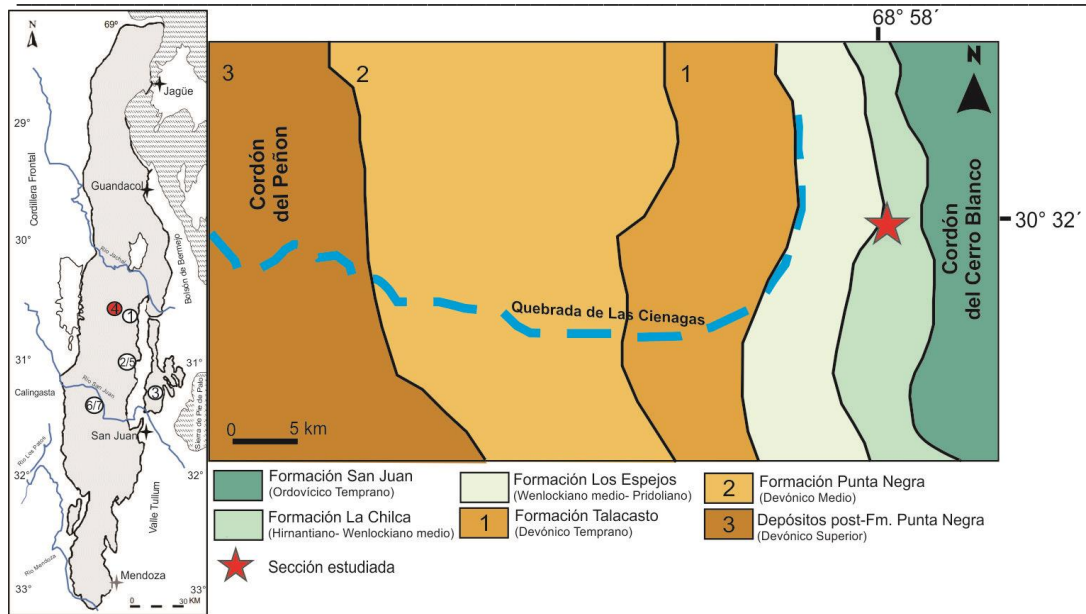 N
69°
Jagüe
29°
Guandacol
Cordillera Frontal
30°
Río Jáchal
Bolsón de Bermejo
4
1
31°
2/5
31°
Calingasta
Río San Juan
6/7
3
San Juan
Sierra de Pie de Palo
Río Los Patos
32°
32°
Valle Tullum
Río Mendoza
Mendoza
33°
33°
0 30 KM
68° 58´
3
2
1
N
Cordón
del Peñon
Cordón
del Cerro Blanco
30° 32´
Quebrada de Las Cienagas
0 5 km
Formación San Juan
(Ordovícico Temprano)
Formación La Chilca
(Hirnantiano- Wenlockiano medio)
Formación Los Espejos
(Wenlockiano medio- Pridoliano)
1 Formación Talacasto
(Devónico Temprano)
2 Formación Punta Negra
(Devónico Medio)
3 Depósitos post-Fm. Punta Negra
(Devónico Superior)
Sección estudiada